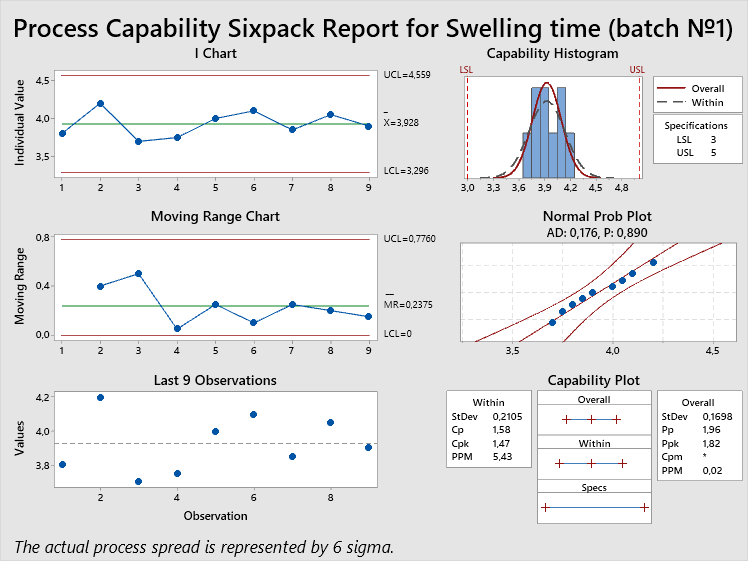 Process Capability Sixpack Report for Swelling time (batch №1)
I Chart
Individual Value
4,5
4,0
3,5
1 2 3 4 5 6 7 8 9
UCL=4,559
_
X=3,928
LCL=3,296
Capability Histogram
LSL USL
3,0 3,3 3,6 3,9 4,2 4,5 4,8
Overall
Within
Specifications
LSL 3
USL 5
Moving Range Chart
Moving Range
0,8
0,4
0,0
1 2 3 4 5 6 7 8 9
UCL=0,7760
__
MR=0,2375
LCL=0
Normal Prob Plot
AD: 0,176, P: 0,890
3,5 4,0 4,5
Last 9 Observations
Values
4,2
4,0
3,8
2 4 6 8
Observation
Capability Plot
Within
StDev 0,2105
Cp 1,58
Cpk 1,47
PPM 5,43
Overall
Within
Specs
Overall
StDev 0,1698
Pp 1,96
Ppk 1,82
Cpm *
PPM 0,02
The actual process spread is represented by 6 sigma.